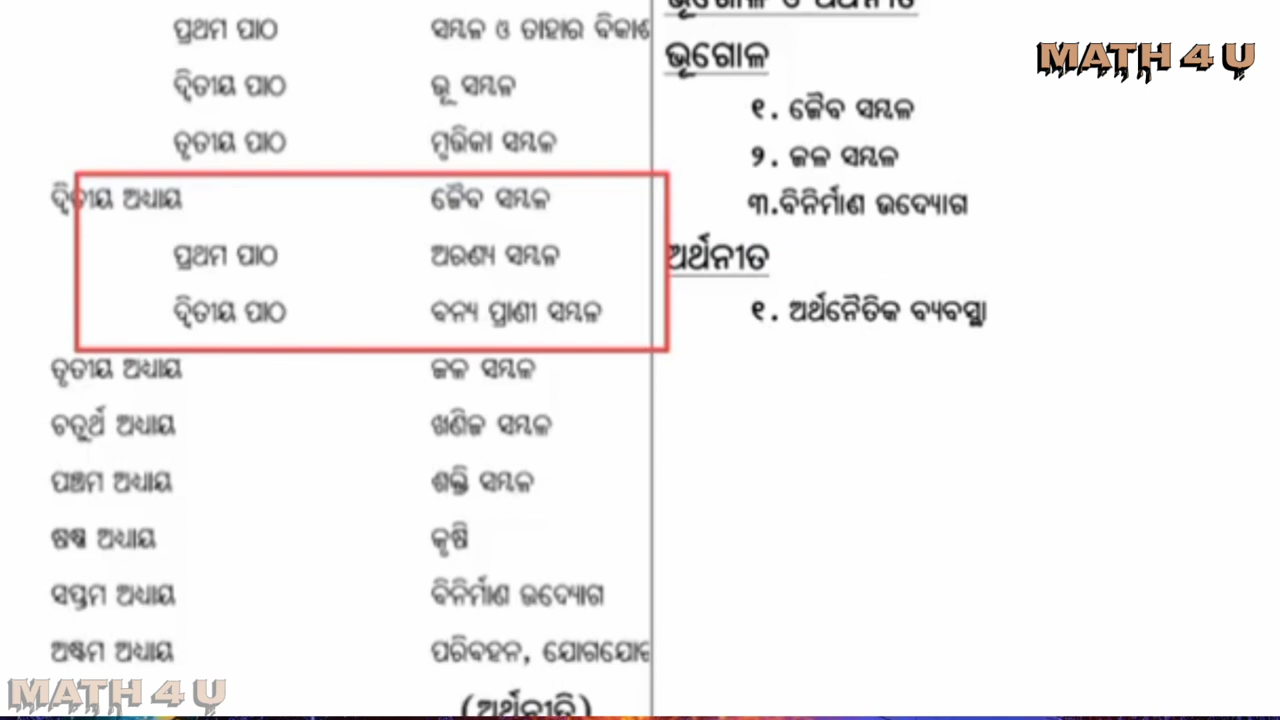 ପ୍ରଥମ ପାଠ ସମ୍ବଳ ଓ ତାହାର
ଦ୍ୱିତୀୟ ପାଠ ଭୂ ସମ୍ବଳ
ତୃତୀୟ ପାଠ ମୃତ୍ତିକା ସମ୍ବଳ
ଦ୍ୱିତୀୟ ଅଧ୍ୟାୟ ଜୈବ ସମ୍ବଳ
ପ୍ରଥମ ପାଠ ଅରଣ୍ୟ ସମ୍ବଳ
ଦ୍ୱିତୀୟ ପାଠ ବନ୍ୟ ପ୍ରାଣୀ ସମ୍ବଳ
ତୃତୀୟ ଅଧ୍ୟାୟ ଜଳ ସମ୍ବଳ
ଚତୁର୍ଥ ଅଧ୍ୟାୟ ଖଣିଜ ସମ୍ବଳ
ପଞ୍ଚମ ଅଧ୍ୟାୟ ଶକ୍ତି ସମ୍ବଳ
ଷଷ୍ଠ ଅଧ୍ୟାୟ କୃଷି
ସପ୍ତମ ଅଧ୍ୟାୟ ବିନିର୍ମାଣ ଉଦ୍ୟୋଗ
ଅଷ୍ଟମ ଅଧ୍ୟାୟ ପରିବହନ,
(ଅର୍ଥନୀତି)
MATH 4 U
ଭୂଗୋଳ
୧. ଜୈବ ସମ୍ବଳ
୨. ଜଳ ସମ୍ବଳ
୩.ବିନିର୍ମାଣ ଉଦ୍ୟୋଗ
ଅର୍ଥନୀତ
୧. ଅର୍ଥନୈତିକ ବ୍ୟବସ୍ଥା
MATH 4 U